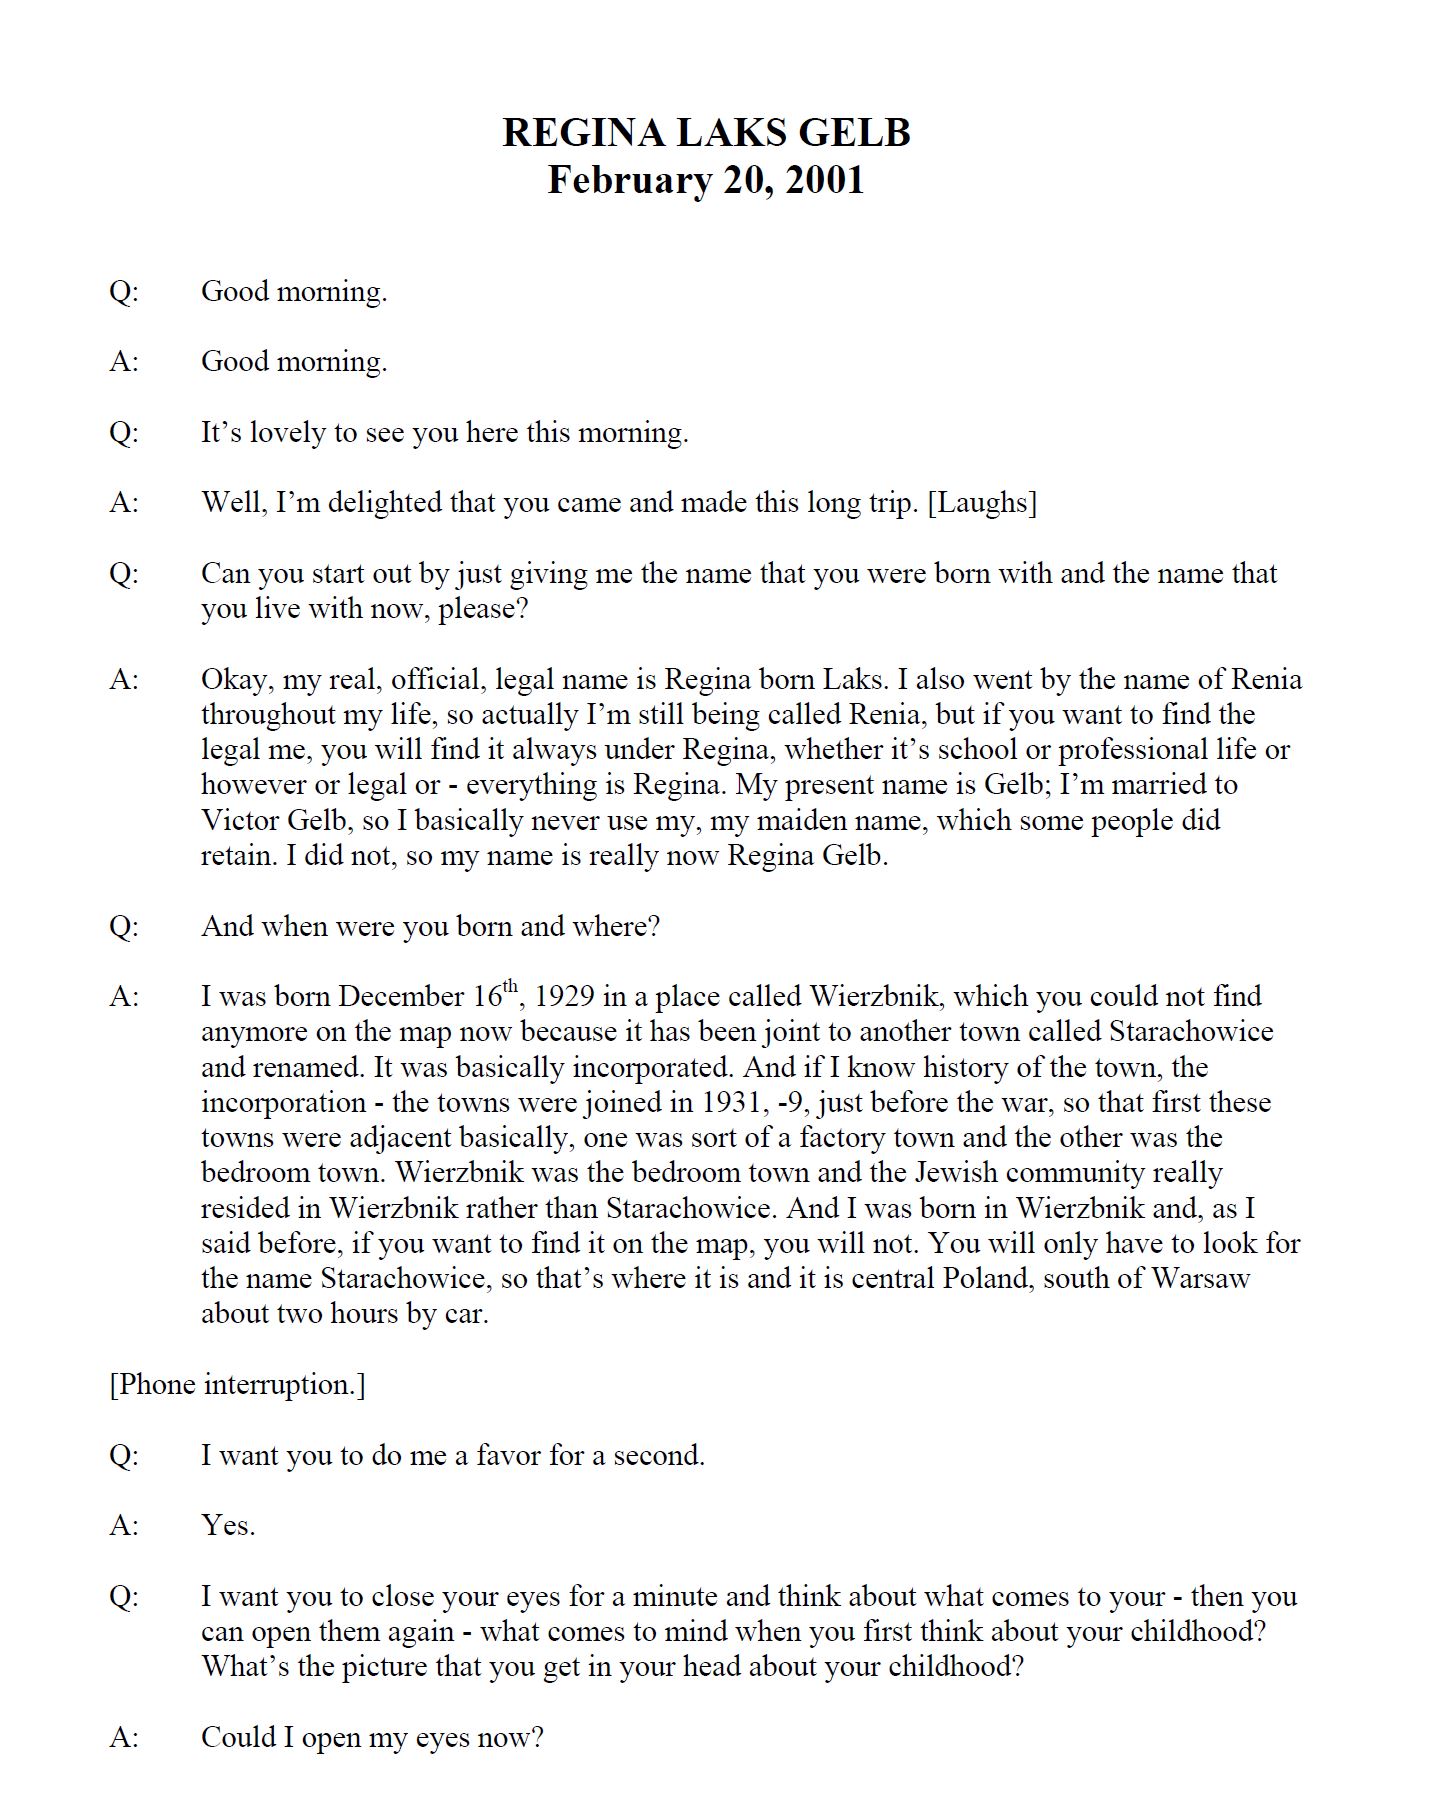 REGINA LAKS GELB
February 20, 2001
Q: Good morning.
A: Good morning.
Q: It’s lovely to see you here this morning.
A: Well, I’m delighted that you came and made this long trip. [Laughs]
Q: Can you start out by just giving me the name that you were born with and the name that
you live with now, please?
A: Okay, my real, official, legal name is Regina born Laks. I also went by the name of Renia
throughout my life, so actually I’m still being called Renia, but if you want to find the
legal me, you will find it always under Regina, whether it’s school or professional life or
however or legal or - everything is Regina. My present name is Gelb; I’m married to
Victor Gelb, so I basically never use my, my maiden name, which some people did
retain. I did not, so my name is really now Regina Gelb.
Q: And when were you born and where?
A: I was born December 16th, 1929 in a place called Wierzbnik, which you could not find
anymore on the map now because it has been joint to another town called Starachowice
and renamed. It was basically incorporated. And if I know history of the town, the
incorporation - the towns were joined in 1931, -9, just before the war, so that first these
towns were adjacent basically, one was sort of a factory town and the other was the
bedroom town. Wierzbnik was the bedroom town and the Jewish community really
resided in Wierzbnik rather than Starachowice. And I was born in Wierzbnik and, as I
said before, if you want to find it on the map, you will not. You will only have to look for
the name Starachowice, so that’s where it is and it is central Poland, south of Warsaw
about two hours by car.
[Phone interruption.]
Q: I want you to do me a favor for a second.
A: Yes.
Q: I want you to close your eyes for a minute and think about what comes to your - then you
can open them again - what comes to mind when you first think about your childhood?
What’s the picture that you get in your head about your childhood?
A: Could I open my eyes now?